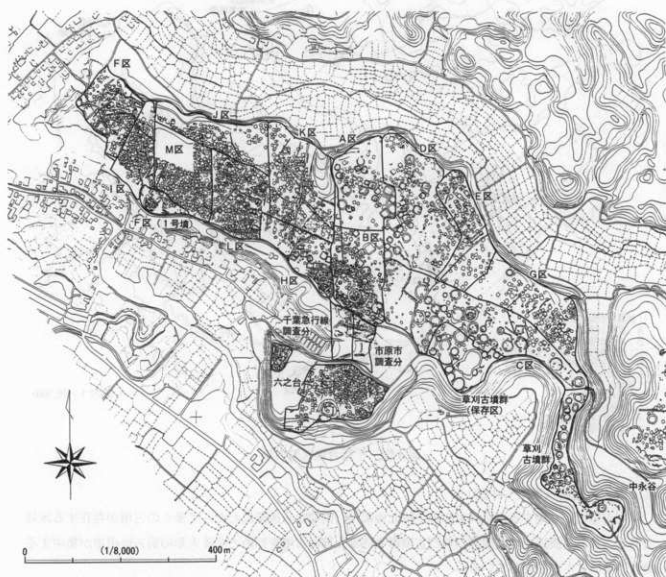 F区
J区
K区
A区
D区
M区
E区
I区
F区
(1号墳)
B区
L区
G区
H区
千葉急行線
調査分
市原市
調査分
六之台
C区
草刈古墳群
(保存区)
草刈
古墳群
中永谷
0
(1/8,000)
400m